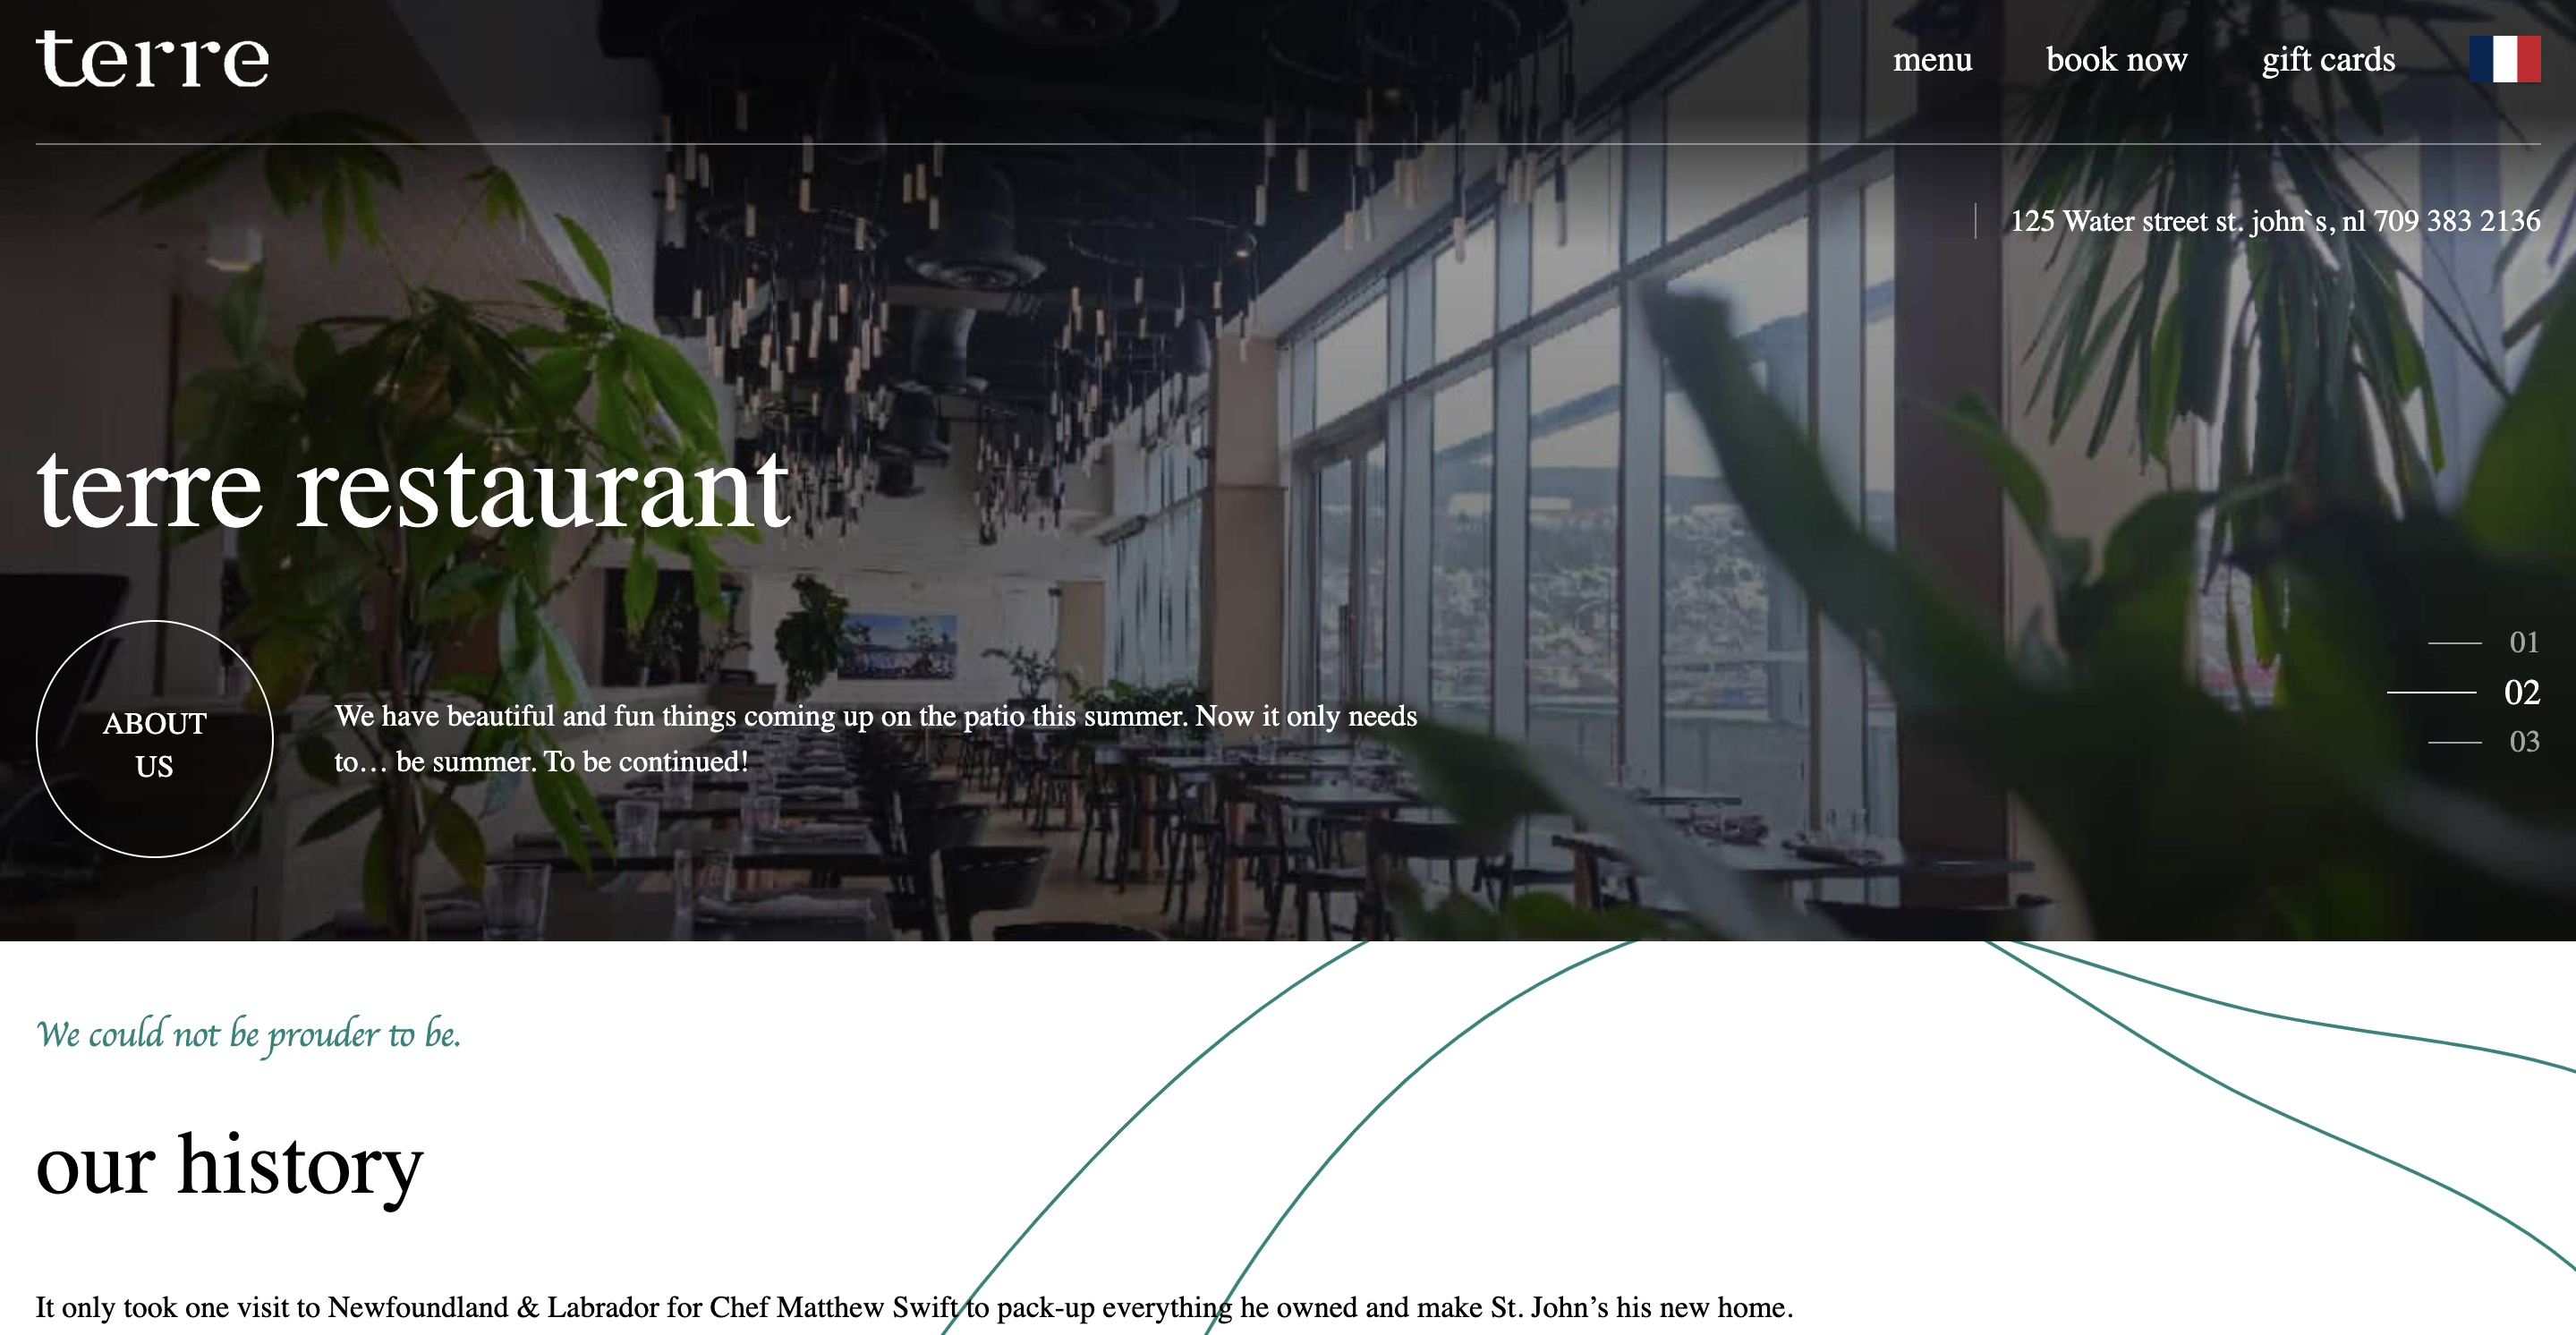 terre
menu book now gift cards
125 Water street st. john`s, nl 709 383 2136
terre restaurant
ABOUT
US
We have beautiful and fun things coming up on the patio this summer. Now it only needs
to… be summer. To be continued!
01
02
03
We could not be prouder to be.
our history
It only took one visit to Newfoundland & Labrador for Chef Matthew Swift to pack-up everything he owned and make St. John’s his new home.